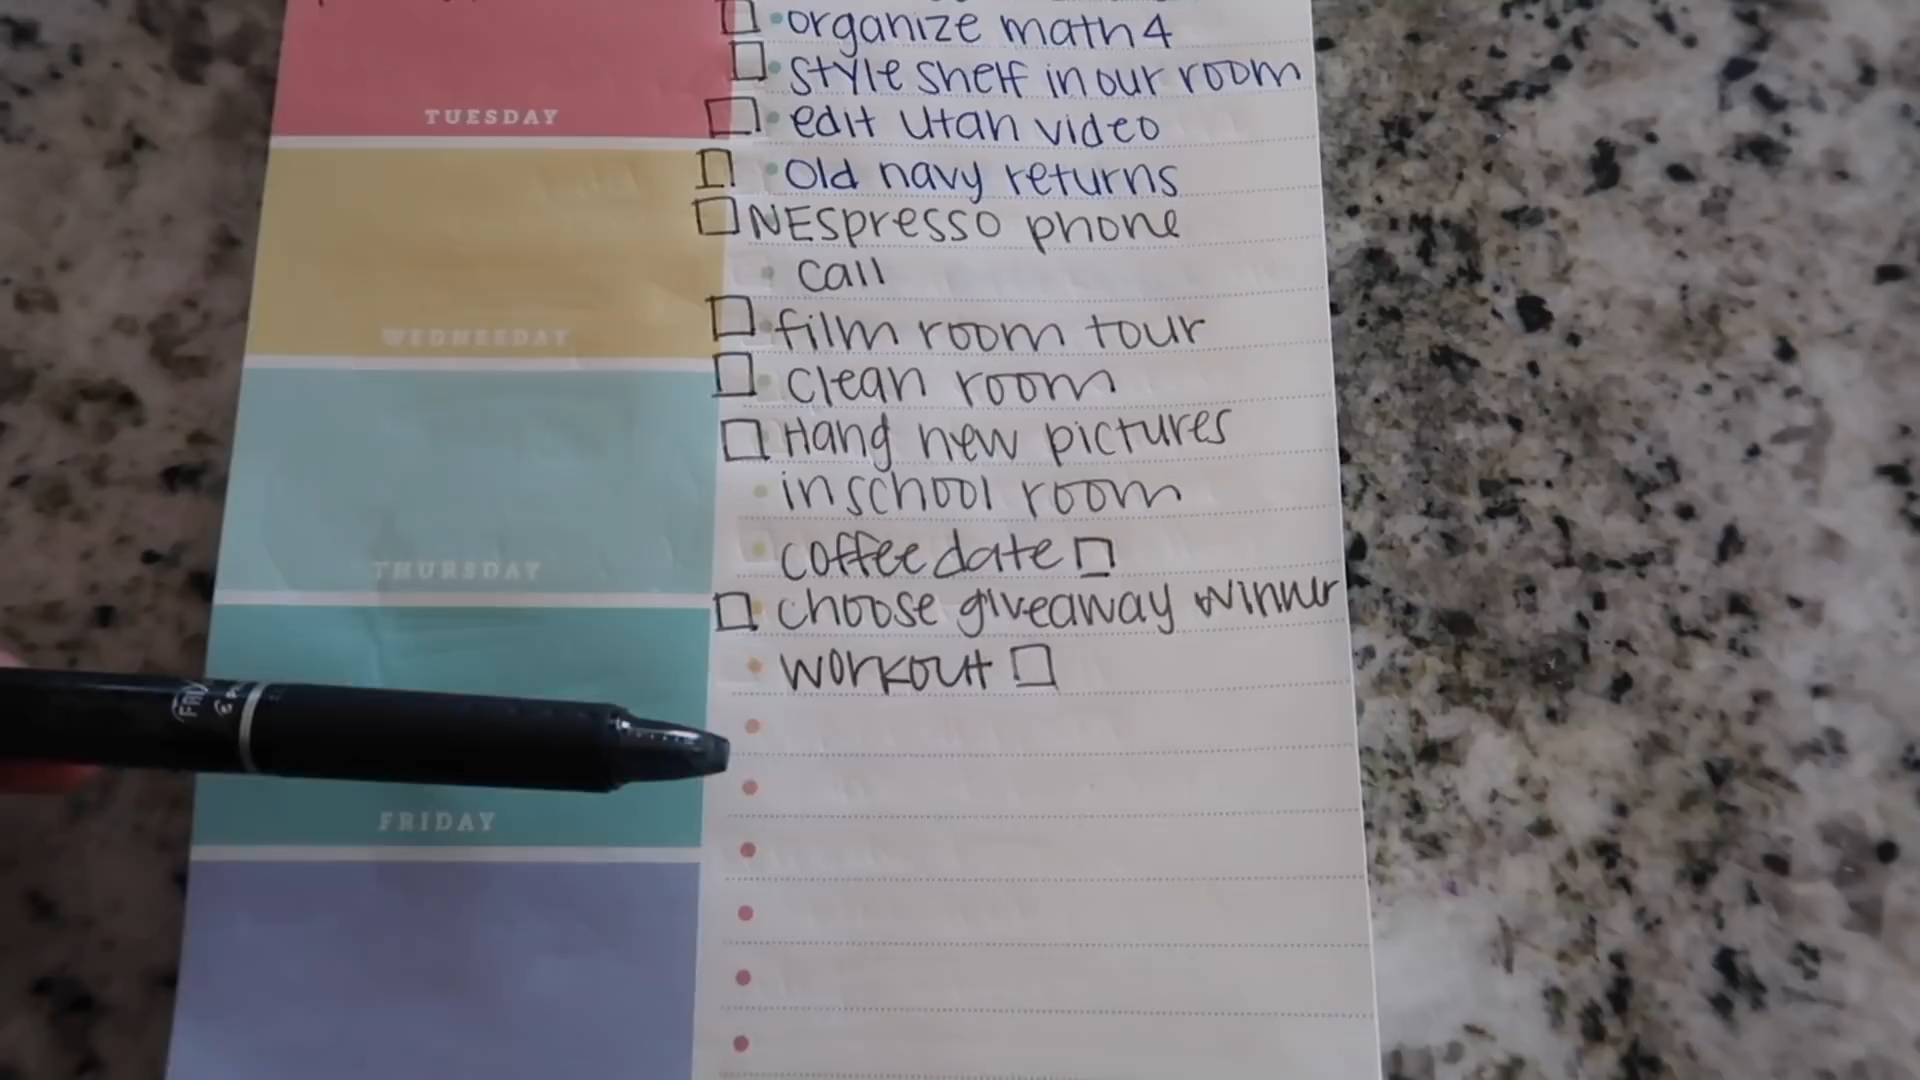 organize math 4
style shelf in our room
TUESDAY
edit utah video
Old navy returns
NEspresso phone
call
WEDNESDAY
film room tour
clean room
Hang new pictures
in school room
coffee date
THURSDAY
choose giveaway winner
workout
FRIDAY